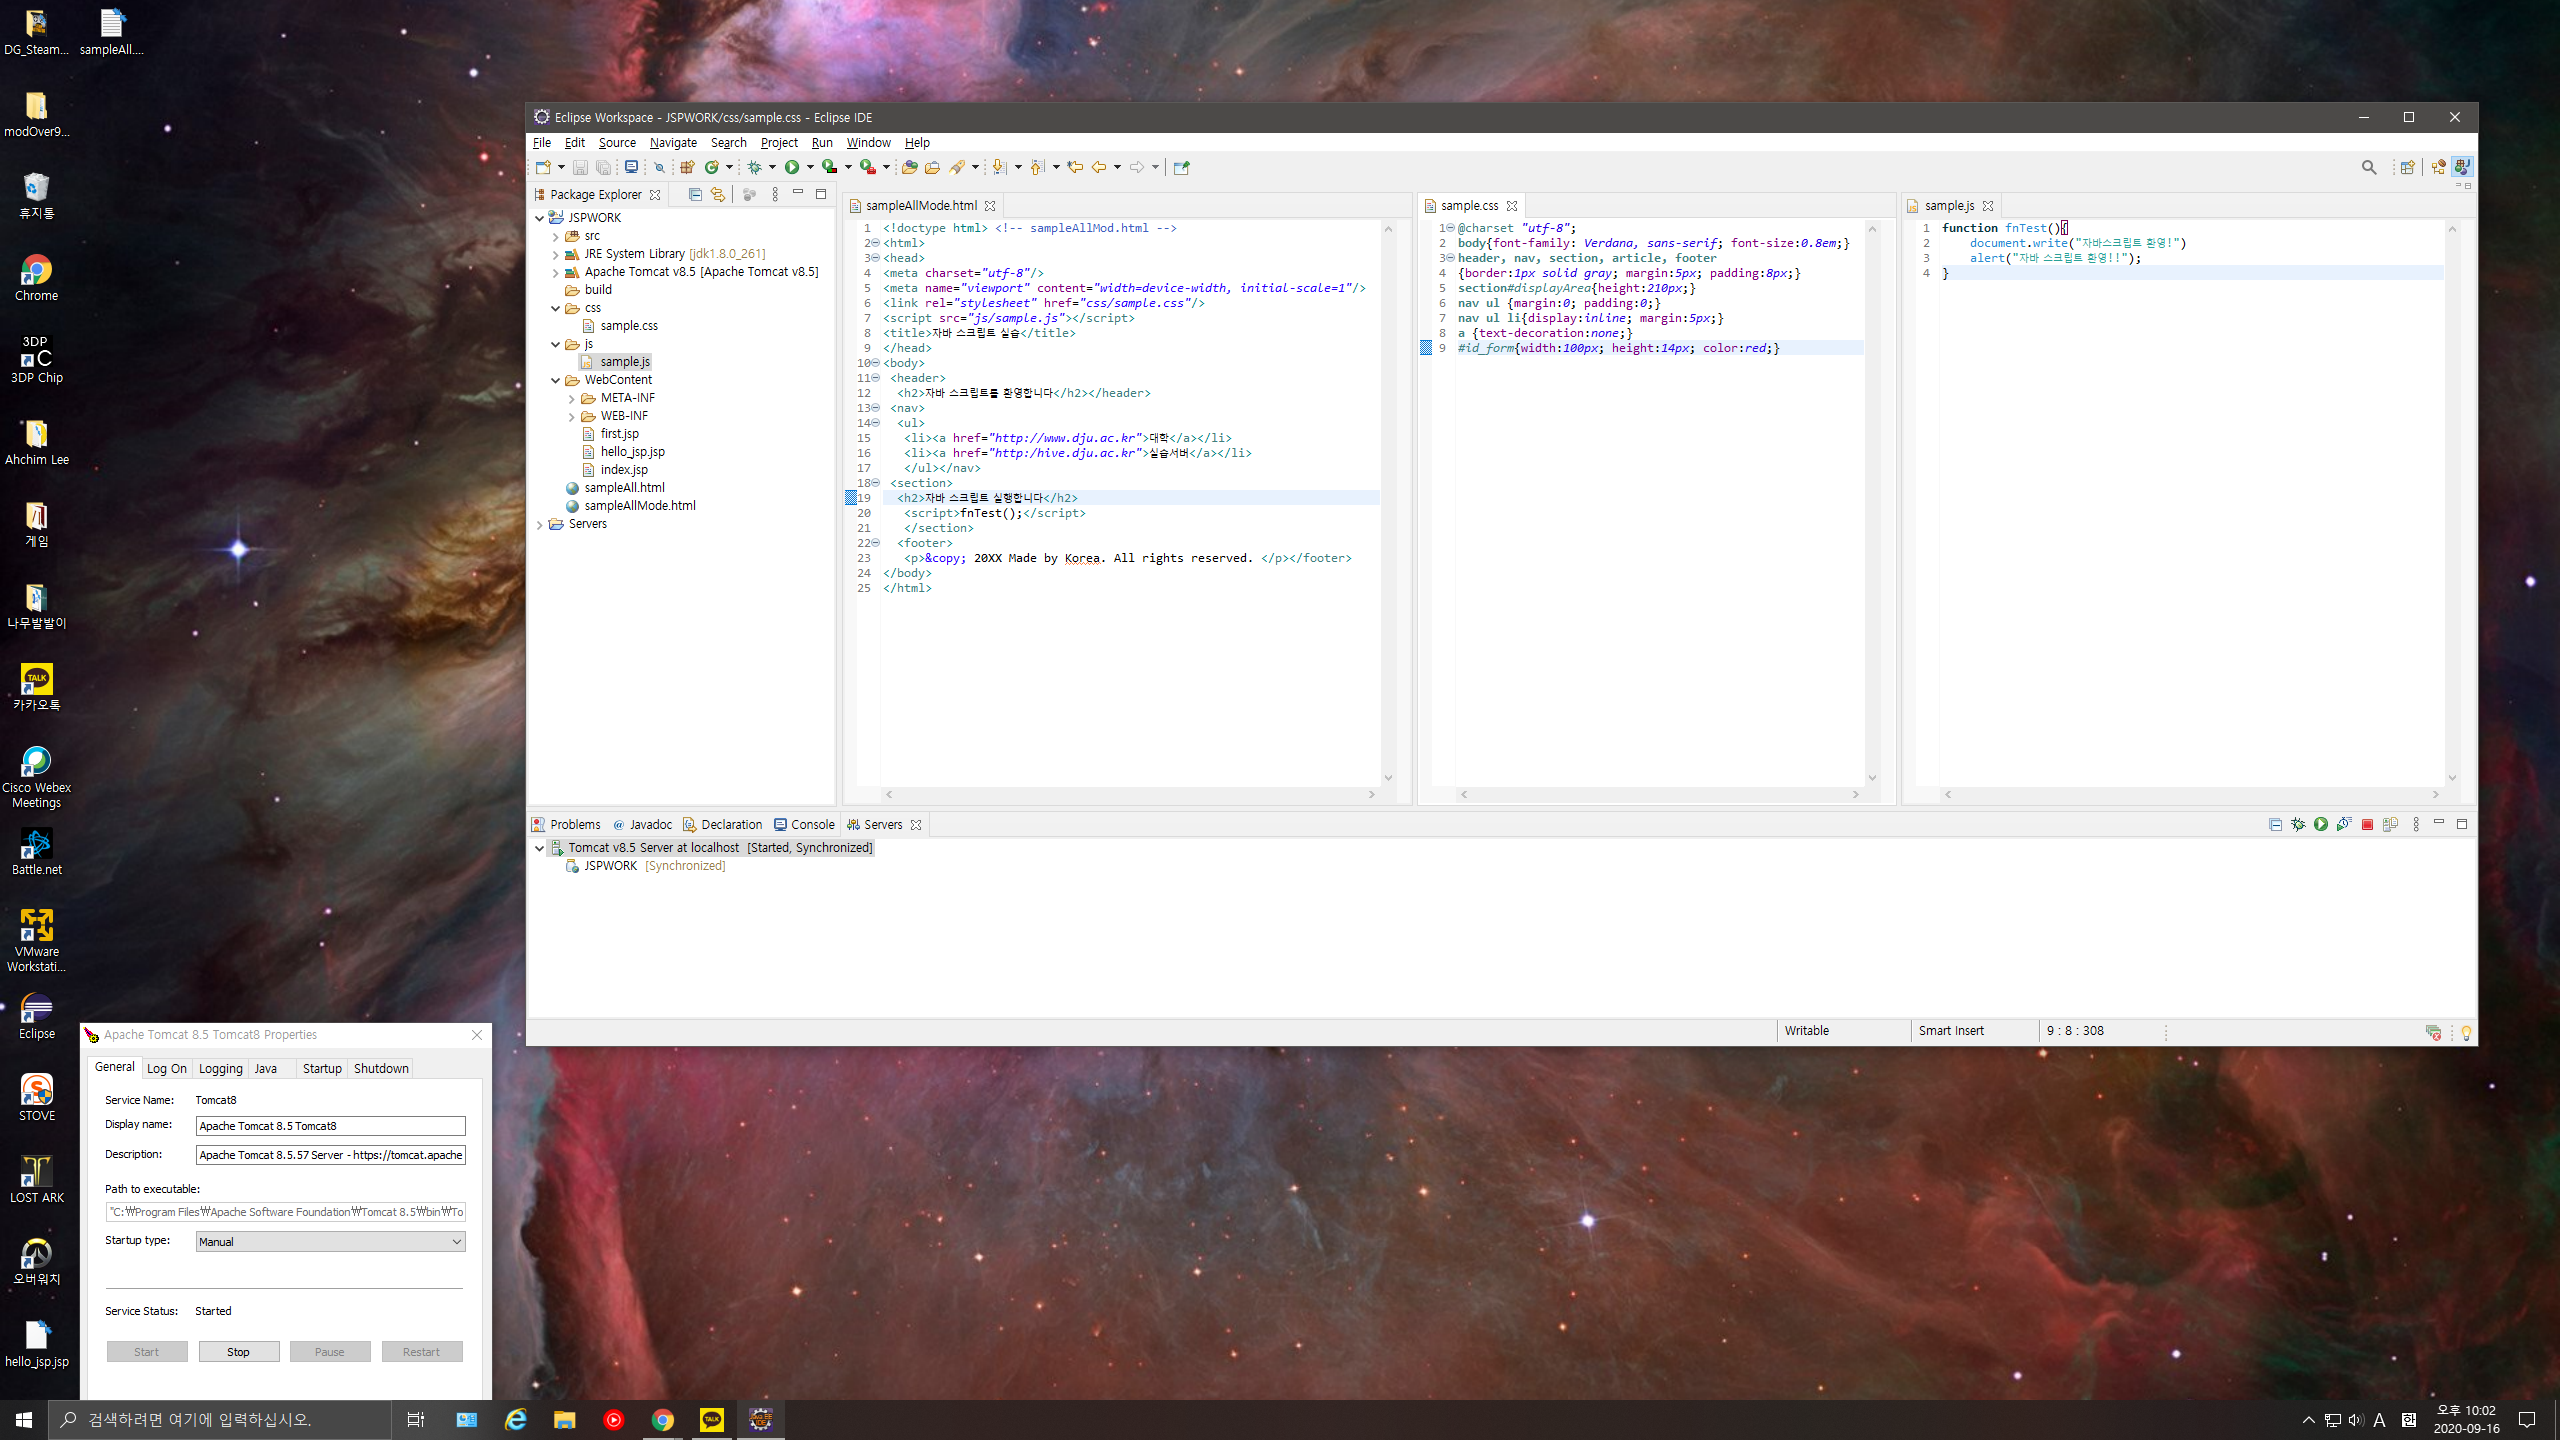 DG_Steam...
sampleAll....
modOver9...
휴지통
Chrome
3DP
C
3DP Chip
Ahchim Lee
게임
나무발발이
TALK
카카오톡
Cisco Webex
Meetings
Battle.net
VMware
Workstati...
Eclipse
STOVE
LOST ARK
오버워치
hello_jsp.jsp
Eclipse Workspace - JSPWORK/css/sample.css - Eclipse IDE
File Edit Source Navigate Search Project Run Window Help
Package Explorer
JSPWORK
src
JRE System Library [jdk1.8.0_261]
Apache Tomcat v8.5 [Apache Tomcat v8.5]
build
css
sample.css
js
sample.js
WebContent
META-INF
WEB-INF
first.jsp
hello_jsp.jsp
index.jsp
sampleAll.html
sampleAllMode.html
Servers
sampleAllMode.html
1 <!doctype html> <!-- sampleAllMod.html -->
2 <html>
3 <head>
4 <meta charset="utf-8"/>
5 <meta name="viewport" content="width=device-width, initial-scale=1"/>
6 <link rel="stylesheet" href="css/sample.css"/>
7 <script src="js/sample.js"></script>
8 <title>자바 스크립트 실습</title>
9 </head>
10 <body>
11 <header>
12 <h2>자바 스크립트를 환영합니다</h2></header>
13 <nav>
14 <ul>
15 <li><a href="http://www.dju.ac.kr">대학</a></li>
16 <li><a href="http:/hive.dju.ac.kr">실습서버</a></li>
17 </ul></nav>
18 <section>
19 <h2>자바 스크립트 실행합니다</h2>
20 <script>fnTest();</script>
21 </section>
22 <footer>
23 <p>&copy; 20XX Made by Korea. All rights reserved. </p></footer>
24 </body>
25 </html>
sample.css
1 @charset "utf-8";
2 body{font-family: Verdana, sans-serif; font-size:0.8em;}
3 header, nav, section, article, footer
4 {border:1px solid gray; margin:5px; padding:8px;}
5 section#displayArea{height:210px;}
6 nav ul {margin:0; padding:0;}
7 nav ul li{display:inline; margin:5px;}
8 a {text-decoration:none;}
9 #id_form{width:100px; height:14px; color:red;}
sample.js
1 function fnTest(){
2 document.write("자바스크립트 환영!")
3 alert("자바 스크립트 환영!!");
4 }
Problems @ Javadoc Declaration Console Servers
Tomcat v8.5 Server at localhost [Started, Synchronized]
JSPWORK [Synchronized]
Writable Smart Insert 9 : 8 : 308
Apache Tomcat 8.5 Tomcat8 Properties
General Log On Logging Java Startup Shutdown
Service Name: Tomcat8
Display name: Apache Tomcat 8.5 Tomcat8
Description: Apache Tomcat 8.5.57 Server - https://tomcat.apache
Path to executable:
"C:₩Program Files₩Apache Software Foundation₩Tomcat 8.5₩bin₩To
Startup type: Manual
Service Status: Started
Start Stop Pause Restart
검색하려면 여기에 입력하십시오.
TALK
A
오후 10:02
2020-09-16